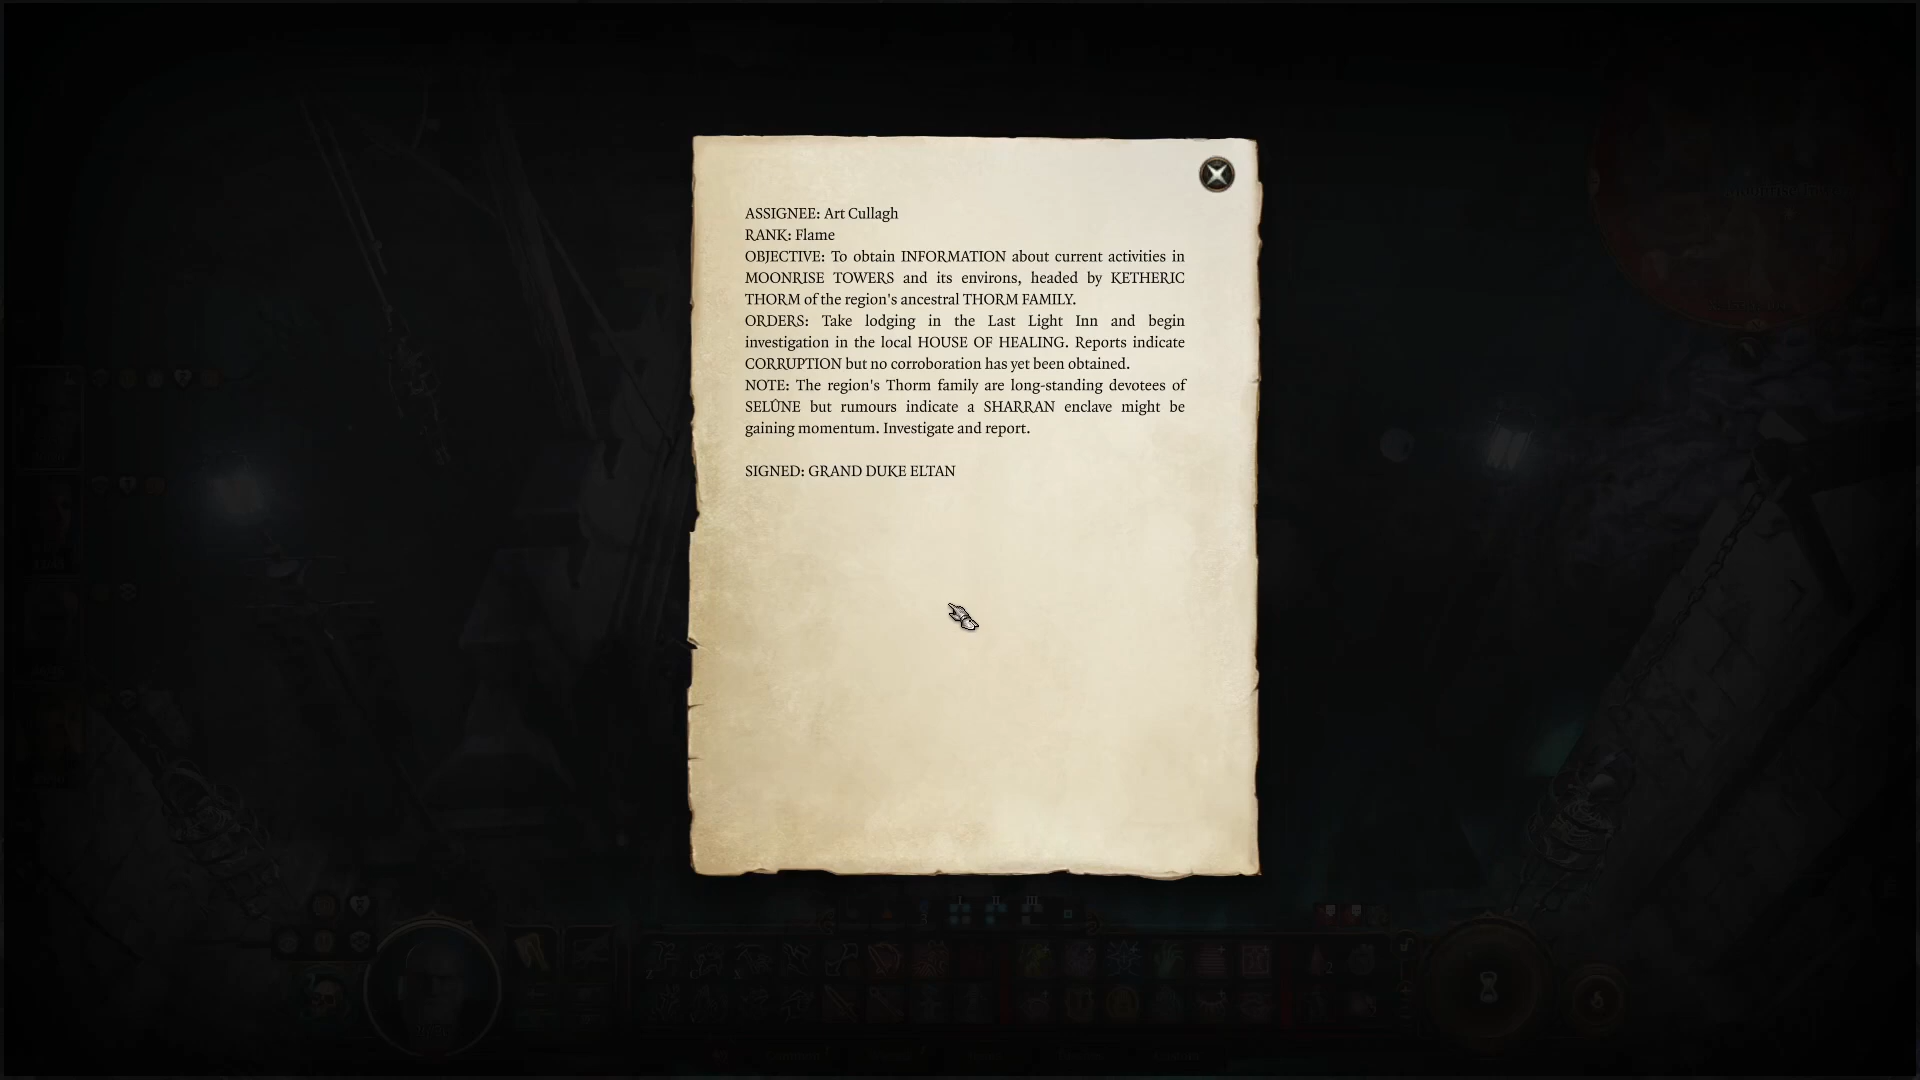 ASSIGNEE: Art Cullagh
RANK: Flame
OBJECTIVE: To obtain INFORMATION about current activities in
MOONRISE TOWERS and its environs, headed by KETHERIC
THORM of the region's ancestral THORM FAMILY.
ORDERS: Take lodging in the Last Light Inn and begin
investigation in the local HOUSE OF HEALING. Reports indicate
CORRUPTION but no corroboration has yet been obtained.
NOTE: The region's Thorm family are long-standing devotees of
SELÛNE but rumours indicate a SHARRAN enclave might be
gaining momentum. Investigate and report.
SIGNED: GRAND DUKE ELTAN